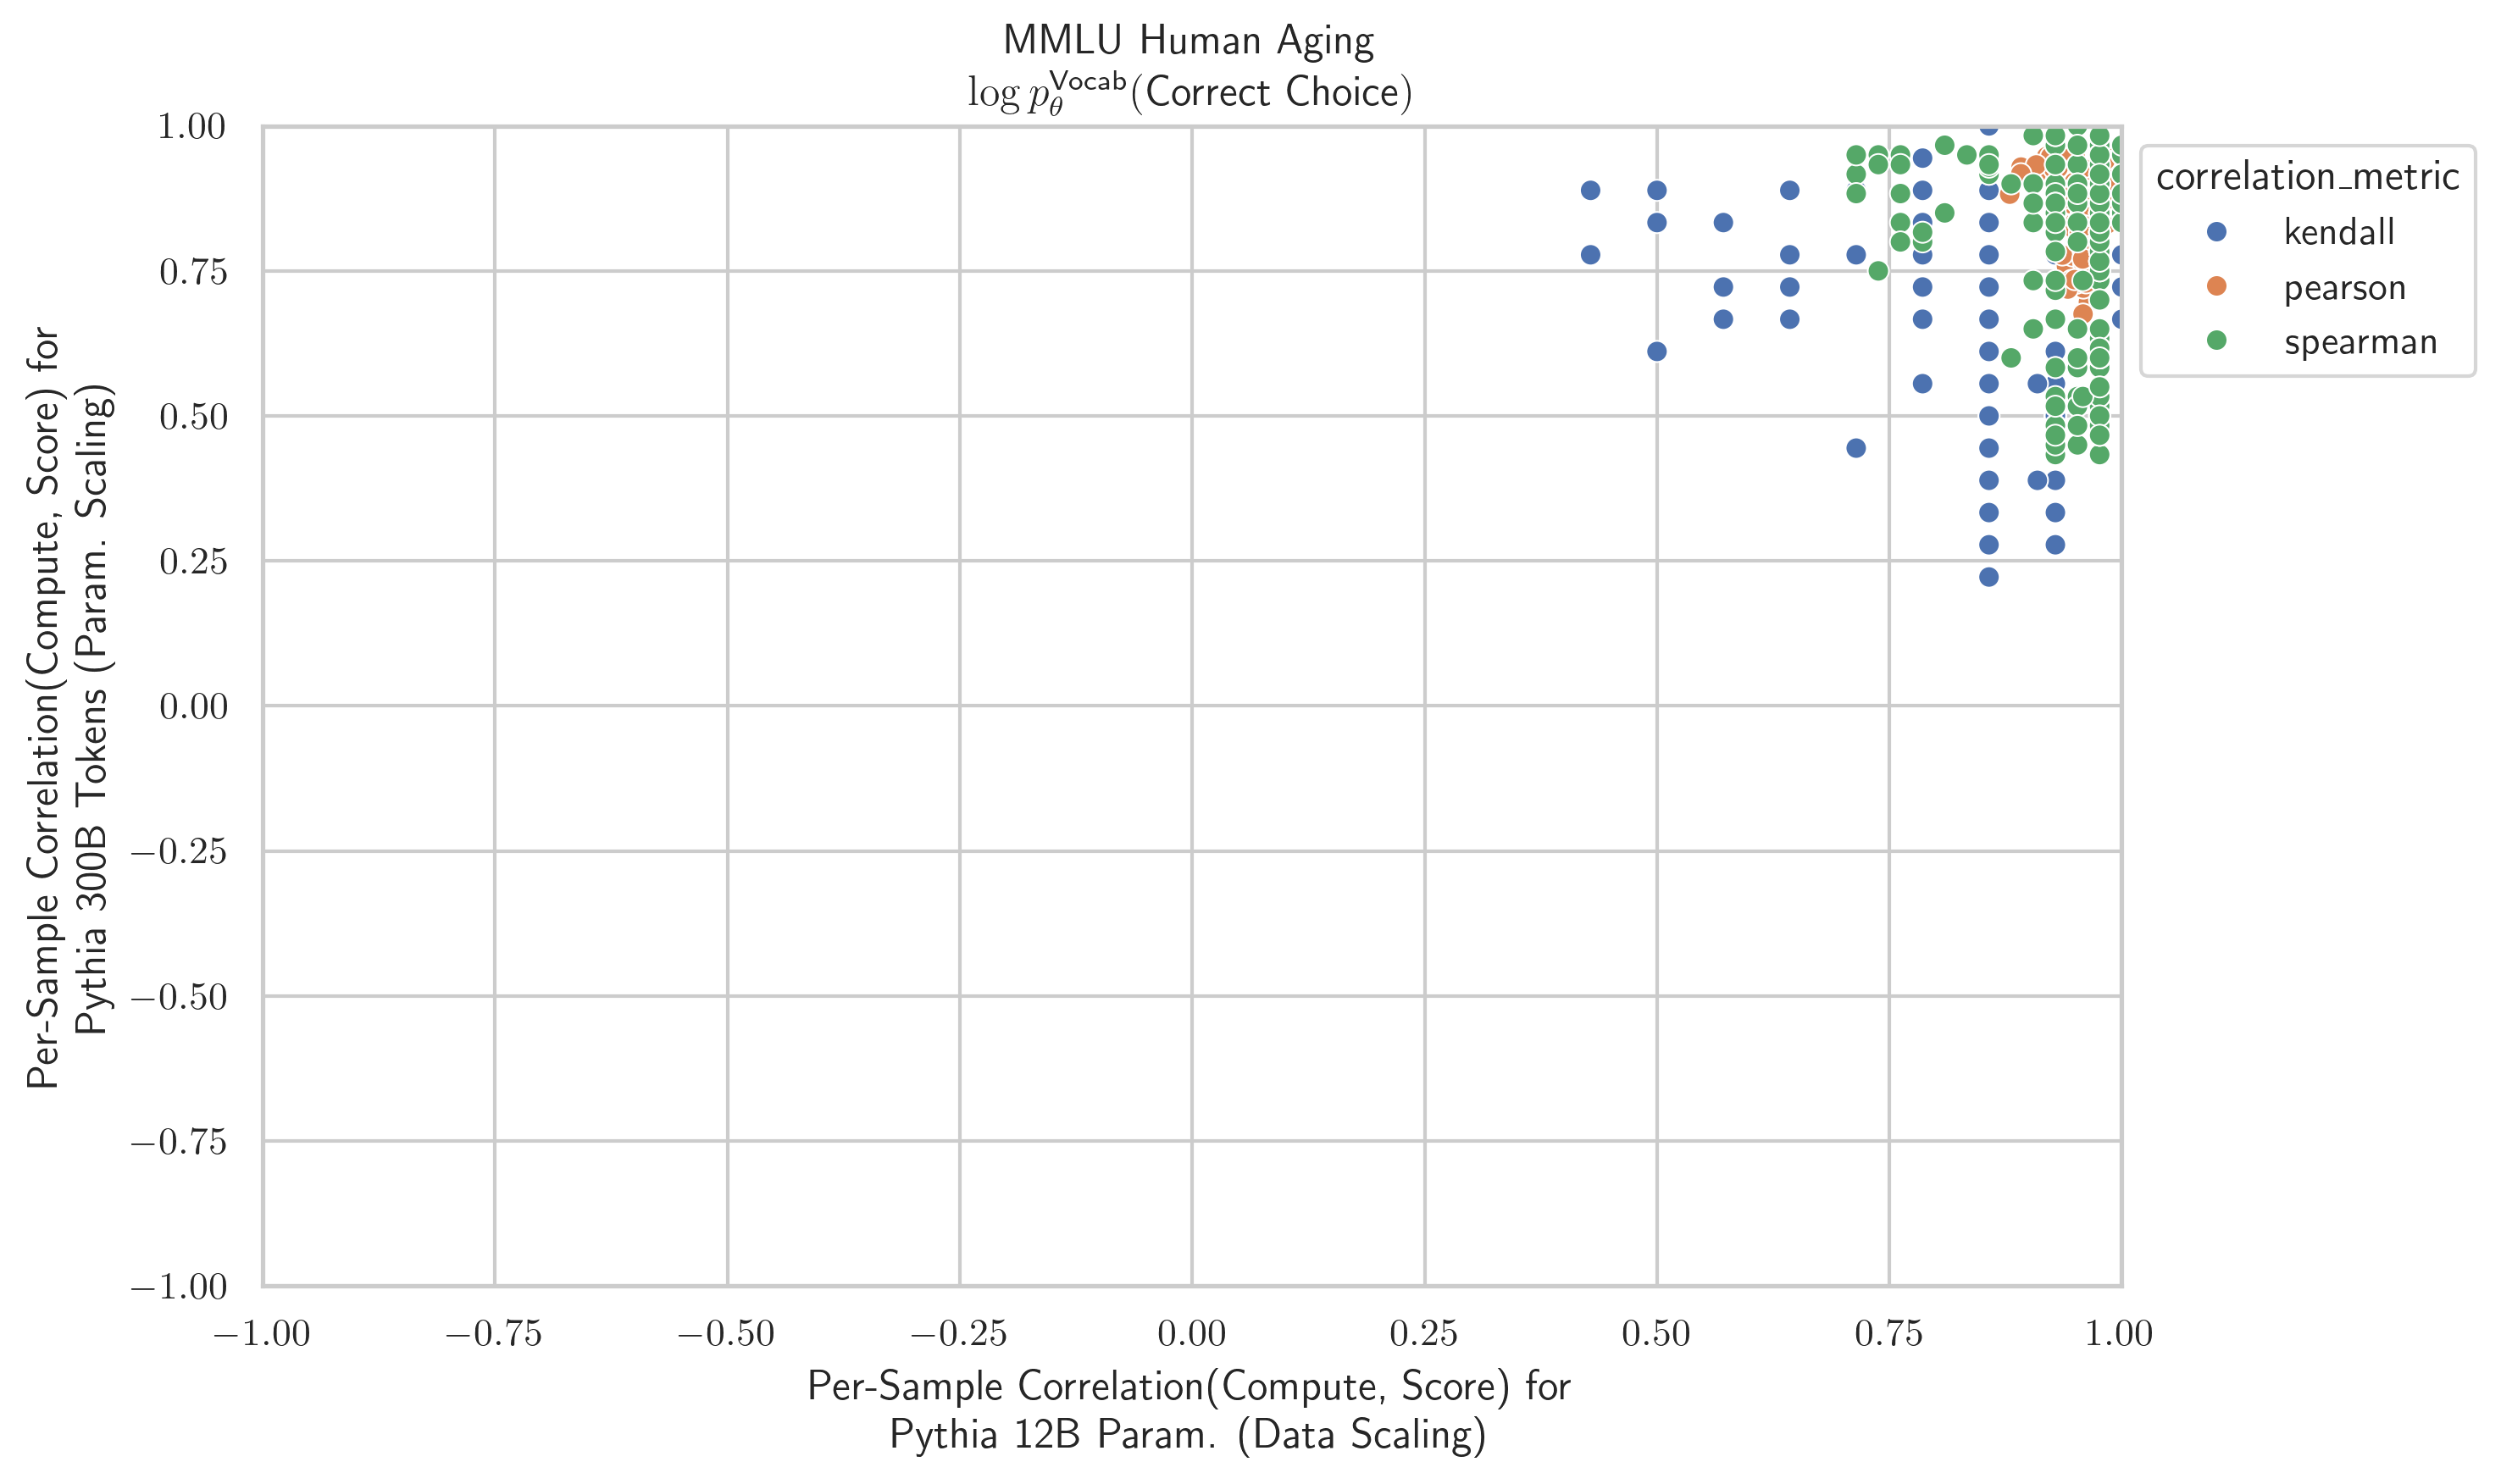 MMLU Human Aging
log p_θ^Vocab(Correct Choice)
Per-Sample Correlation(Compute, Score) for
Pythia 300B Tokens (Param. Scaling)
1.00
0.75
0.50
0.25
0.00
−0.25
−0.50
−0.75
−1.00
−1.00 −0.75 −0.50 −0.25 0.00 0.25 0.50 0.75 1.00
Per-Sample Correlation(Compute, Score) for
Pythia 12B Param. (Data Scaling)
correlation_metric
kendall
pearson
spearman